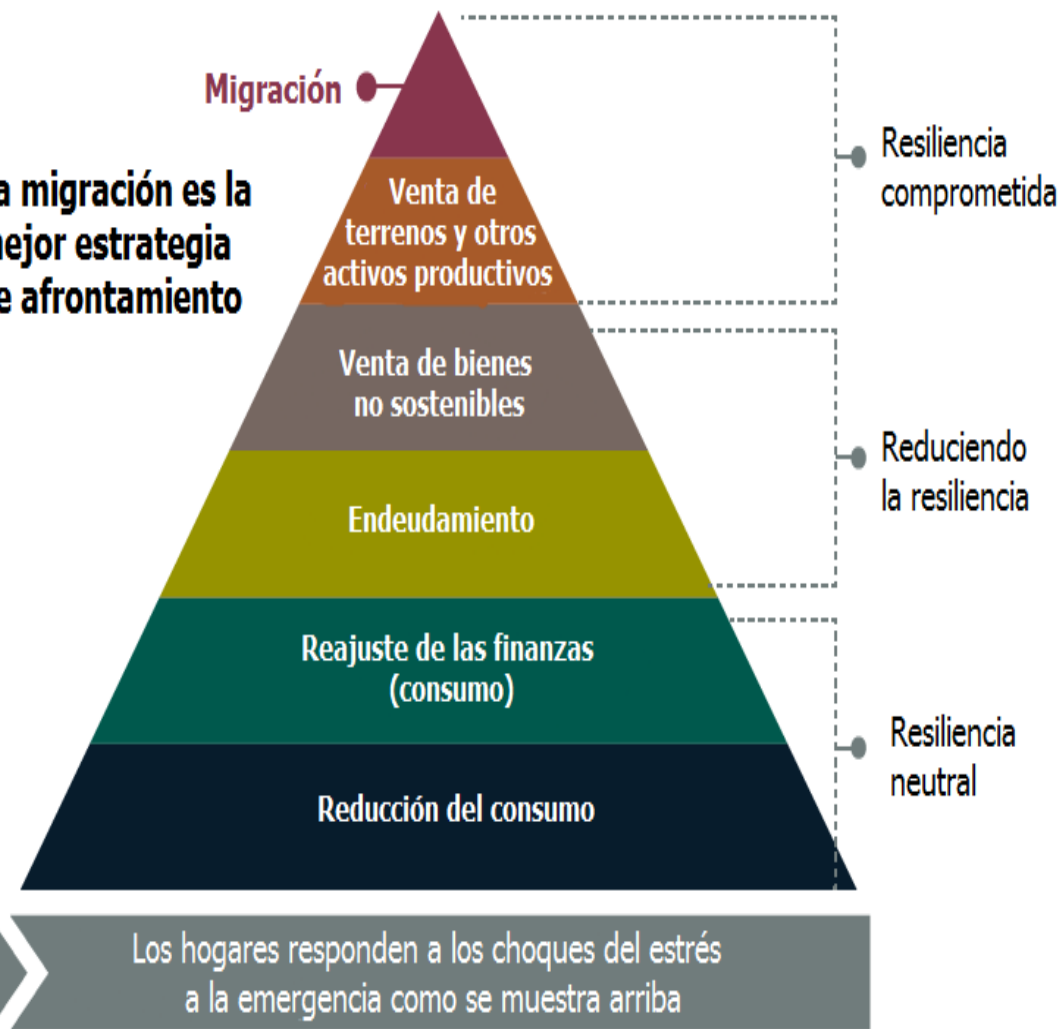 Migración
a migración es la
ejor estrategia
e afrontamiento
Venta de
terrenos y otros
activos productivos
Venta de bienes
no sostenibles
Endeudamiento
Reajuste de las finanzas
(consumo)
Reducción del consumo
Resiliencia
comprometida
Reduciendo
la resiliencia
Resiliencia
neutral
Los hogares responden a los choques del estrés
a la emergencia como se muestra arriba